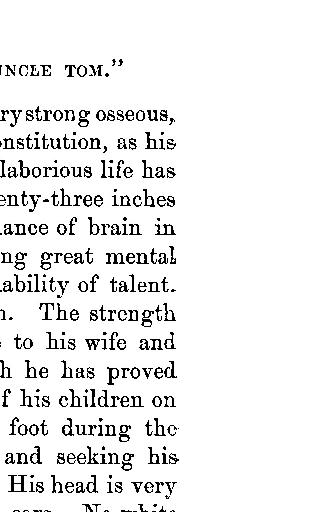 UNCLE TOM."
ry strong osseous,
nstitution, as his
laborious life has
enty-three inches
ance of brain in
ng great mental
ability of talent.
The strength
to his wife and
h he has proved
f his children on
foot during the
and seeking his
His head is very